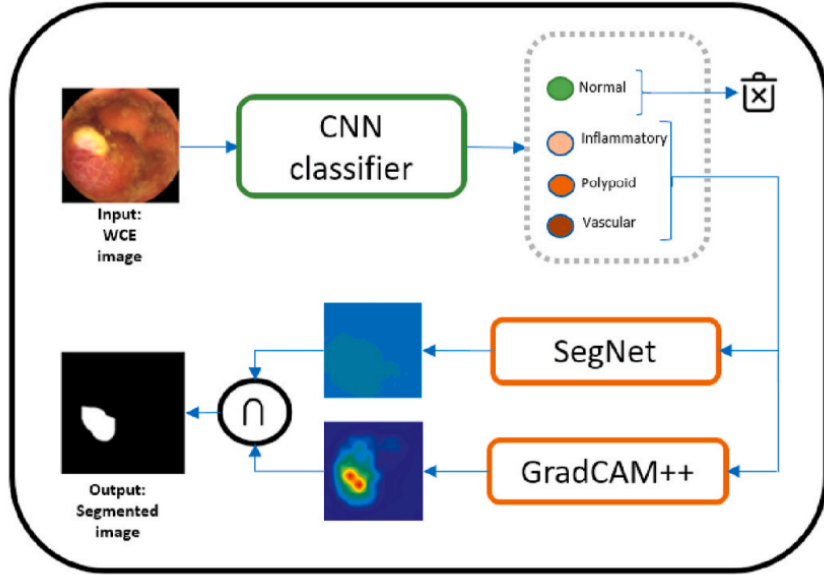 CNN
classifier
Normal
Inflammatory
Polypoid
Vascular
Input:
WCE
image
SegNet
∩
GradCAM++
Output:
Segmented
image